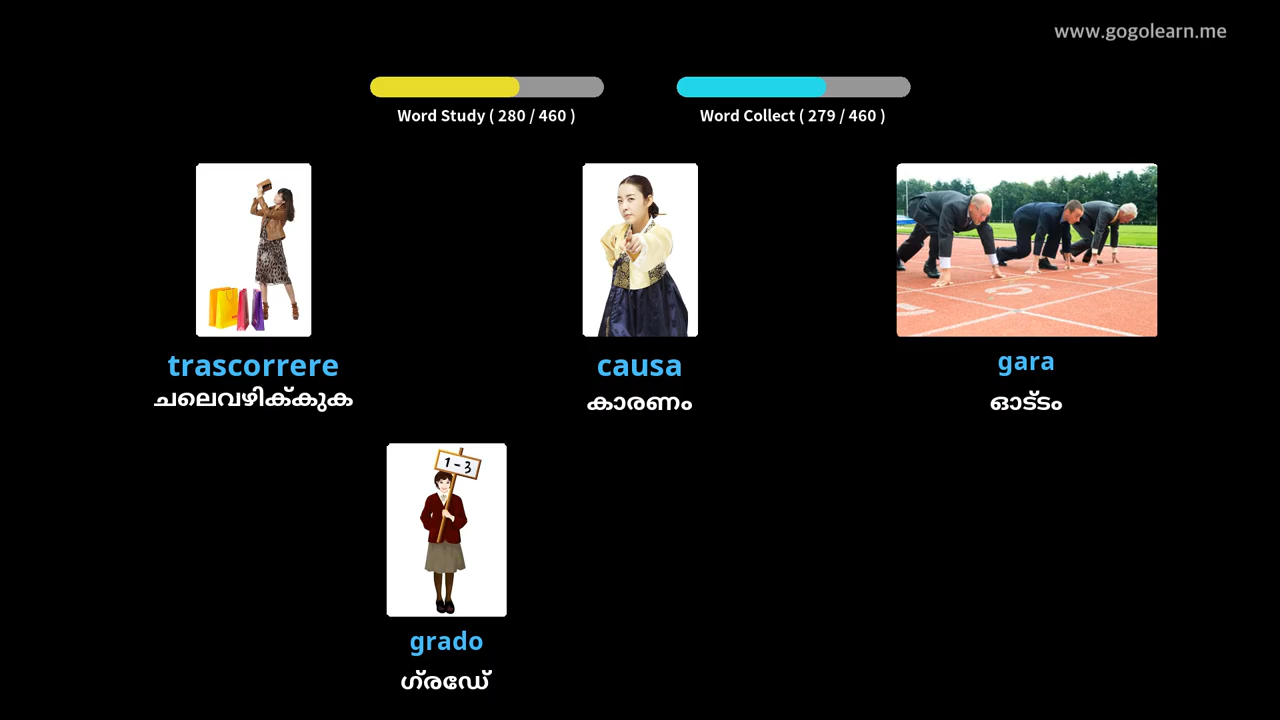 www.gogolearn.me
Word Study ( 280 / 460 )
Word Collect ( 279 / 460 )
trascorrere
ചലെവഴിക്കുക
causa
കാരണം
gara
ഓട്ടം
1 - 3
grado
ഗ്രഡേ്